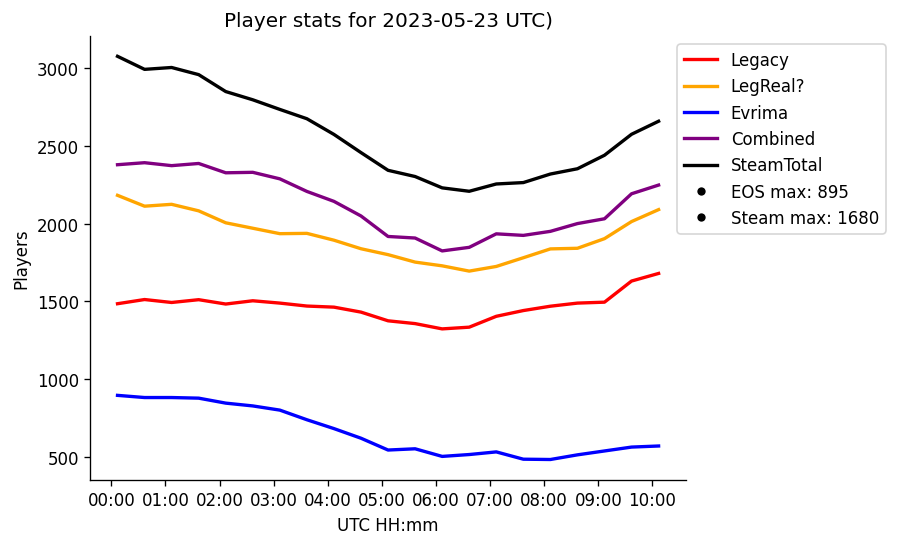 Player stats for 2023-05-23 UTC)
Legacy
LegReal?
Evrima
Combined
SteamTotal
EOS max: 895
Steam max: 1680
Players
3000
2500
2000
1500
1000
500
00:00 01:00 02:00 03:00 04:00 05:00 06:00 07:00 08:00 09:00 10:00
UTC HH:mm